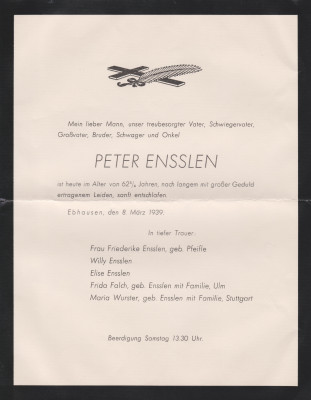 Mein lieber Mann, unser treubesorgter Vater, Schwiegervater,
Großvater, Bruder, Schwager und Onkel
PETER ENSSLEN
ist heute im Alter von 62¾ Jahren, nach langem mit großer Geduld
ertragenem Leiden, sanft entschlafen.
Ebhausen, den 8. März 1939.
In tiefer Trauer:
Frau Friederike Ensslen, geb. Pfeifle
Willy Ensslen
Elise Ensslen
Frida Falch, geb. Ensslen mit Familie, Ulm
Maria Wurster, geb. Ensslen mit Familie, Stuttgart
Beerdigung Samstag 13.30 Uhr.